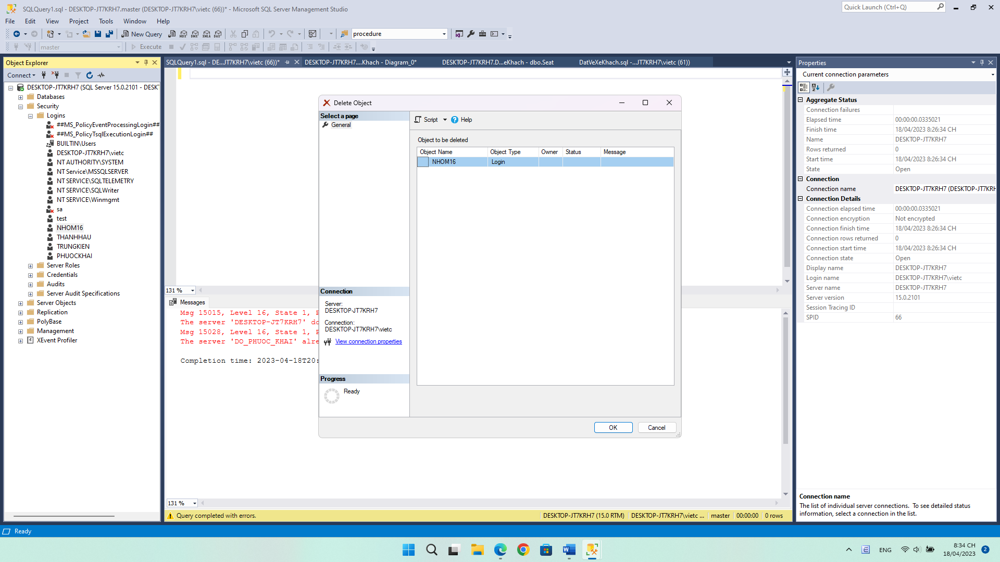 SQLQuery1.sql - DESKTOP-JT7KRH7.master (DESKTOP-JT7KRH7\vietc (66))* - Microsoft SQL Server Management Studio
Quick Launch (Ctrl+Q)
File Edit View Project Tools Window Help
New Query
procedure
master
Execute
Object Explorer
Connect
DESKTOP-JT7KRH7 (SQL Server 15.0.2101 - DESKT
Databases
Security
Logins
##MS_PolicyEventProcessingLogin##
##MS_PolicyTsqlExecutionLogin##
BUILTIN\Users
DESKTOP-JT7KRH7\vietc
NT AUTHORITY\SYSTEM
NT Service\MSSQLSERVER
NT SERVICE\SQLTELEMETRY
NT SERVICE\SQLWriter
NT SERVICE\Winmgmt
sa
test
NHOM16
THANHHAU
TRUNGKIEN
PHUOCKHAI
Server Roles
Credentials
Audits
Server Audit Specifications
Server Objects
Replication
PolyBase
Management
XEvent Profiler
SQLQuery1.sql - DE...JT7KRH7\vietc (66))*
DESKTOP-JT7KRH7....Khach - Diagram_0*
DESKTOP-JT7KRH7.D...eKhach - dbo.Seat
DatVeXeKhach.sql -...JT7KRH7\vietc (61))
131 %
Messages
Msg 15015, Level 16, State 1, P
The server 'DESKTOP-JT7KRH7' do
Msg 15028, Level 16, State 1, P
The server 'DO_PHUOC_KHAI' alre
Completion time: 2023-04-18T20:
131 %
Query completed with errors.
DESKTOP-JT7KRH7 (15.0 RTM)
DESKTOP-JT7KRH7\vietc ...
master
00:00:00
0 rows
Delete Object
Select a page
General
Script
Help
Object to be deleted
Object Name Object Type Owner Status Message
NHOM16 Login
Connection
Server:
DESKTOP-JT7KRH7
Connection:
DESKTOP-JT7KRH7\vietc
View connection properties
Progress
Ready
OK
Cancel
Properties
Current connection parameters
Aggregate Status
Connection failures
Elapsed time 00:00:00.0335021
Finish time 18/04/2023 8:26:34 CH
Name DESKTOP-JT7KRH7
Rows returned 0
Start time 18/04/2023 8:26:34 CH
State Open
Connection
Connection name DESKTOP-JT7KRH7 (DESKTOP-JT7KRH
Connection Details
Connection elapsed time 00:00:00.0335021
Connection encryption Not encrypted
Connection finish time 18/04/2023 8:26:34 CH
Connection rows returned 0
Connection start time 18/04/2023 8:26:34 CH
Connection state Open
Display name DESKTOP-JT7KRH7
Login name DESKTOP-JT7KRH7\vietc
Server name DESKTOP-JT7KRH7
Server version 15.0.2101
Session Tracing ID
SPID 66
Connection name
The list of individual server connections. To see detailed status
information, select a connection in the list.
Ready
ENG
8:34 CH
18/04/2023
2